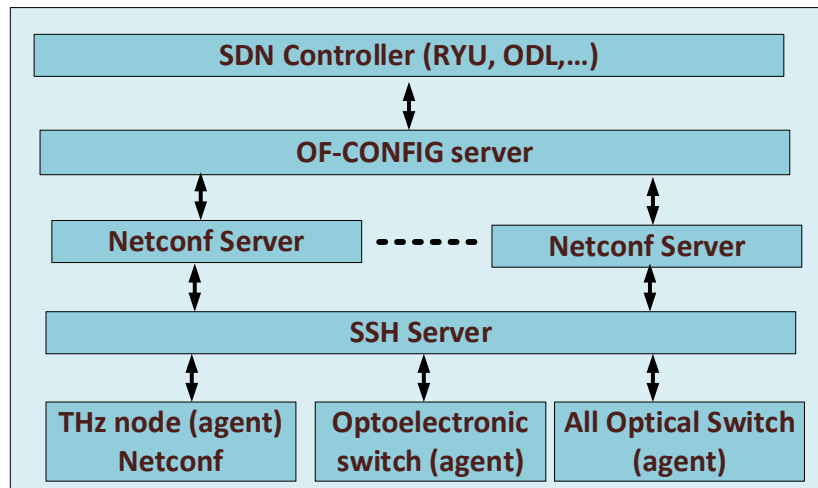 SDN Controller (RYU, ODL,...)
OF-CONFIG server
Netconf Server
Netconf Server
SSH Server
THz node (agent)
Netconf
Optoelectronic
switch (agent)
All Optical Switch
(agent)